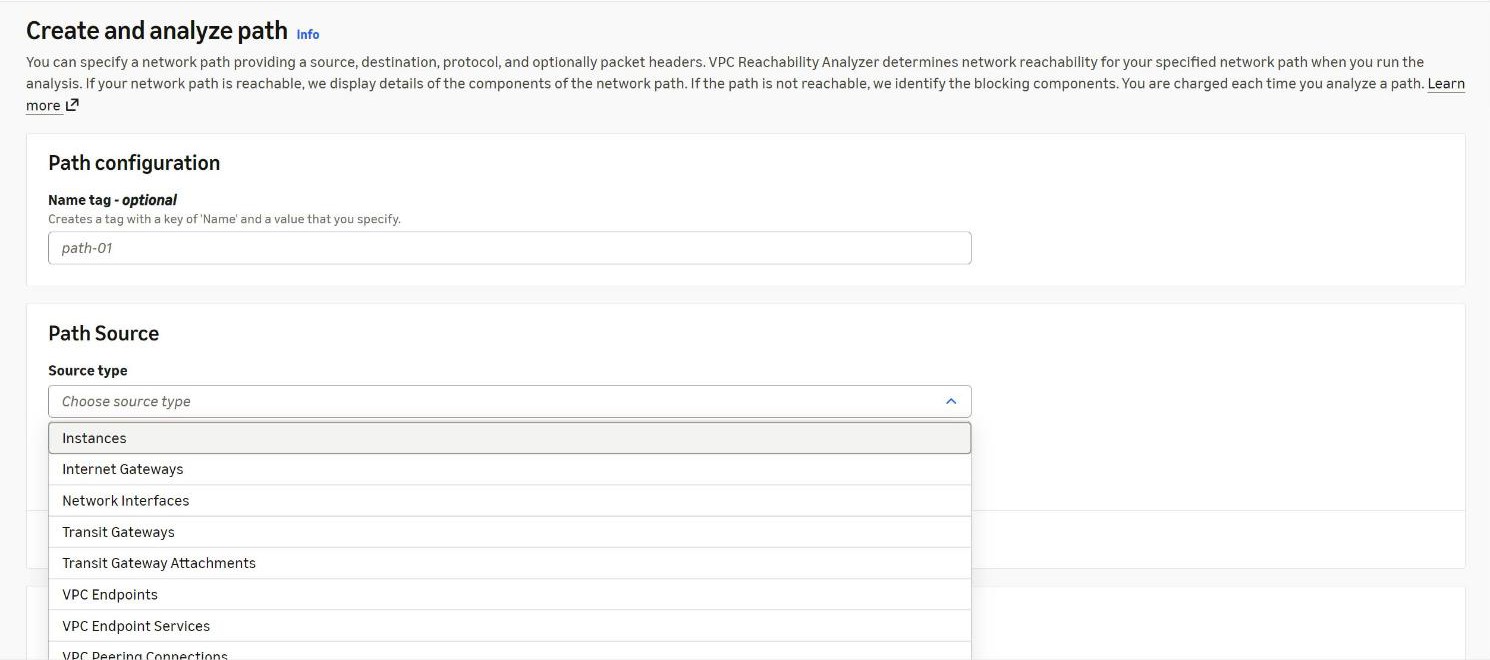 Create and analyze path Info
You can specify a network path providing a source, destination, protocol, and optionally packet headers. VPC Reachability Analyzer determines network reachability for your specified network path when you run the
analysis. If your network path is reachable, we display details of the components of the network path. If the path is not reachable, we identify the blocking components. You are charged each time you analyze a path. Learn
more
Path configuration
Name tag - optional
Creates a tag with a key of 'Name' and a value that you specify.
path-01
Path Source
Source type
Choose source type
Instances
Internet Gateways
Network Interfaces
Transit Gateways
Transit Gateway Attachments
VPC Endpoints
VPC Endpoint Services
VPC Peering Connections